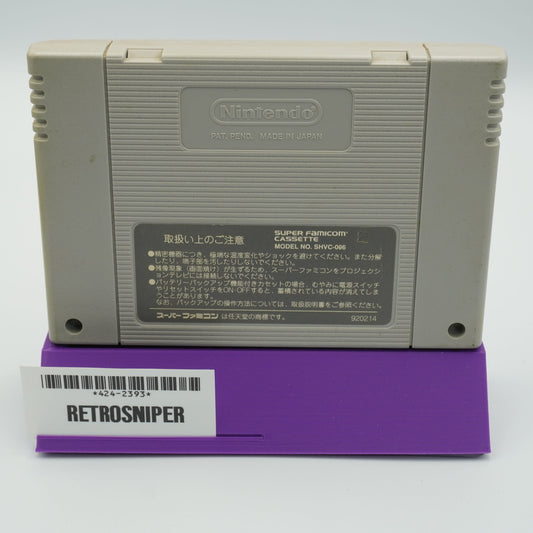 Nintendo
PAT. PEND. MADE IN JAPAN
取扱い上のご注意
SUPER FAMICOM
CASSETTE
MODEL NO. SHVC-006
●精密機器につき、極端な温度変化やショックを避けてください。また分解
したり、端子部を汚したりしないでください。
●残像現象(画面焼け)が生ずるため、スーパーファミコンをプロジェクシ
ョンテレビには接続しないでください。
●バッテリーバックアップ機能付きカセットの場合、むやみに電源スイッチ
やリセットスイッチをON・OFFすると、蓄積されている内容が消えてしま
うことがあります。
なお、バックアップの操作方法については、取扱説明書をご参照ください。
スーパーファミコン は任天堂の商標です。
920214
*424-2393*
RETROSNIPER